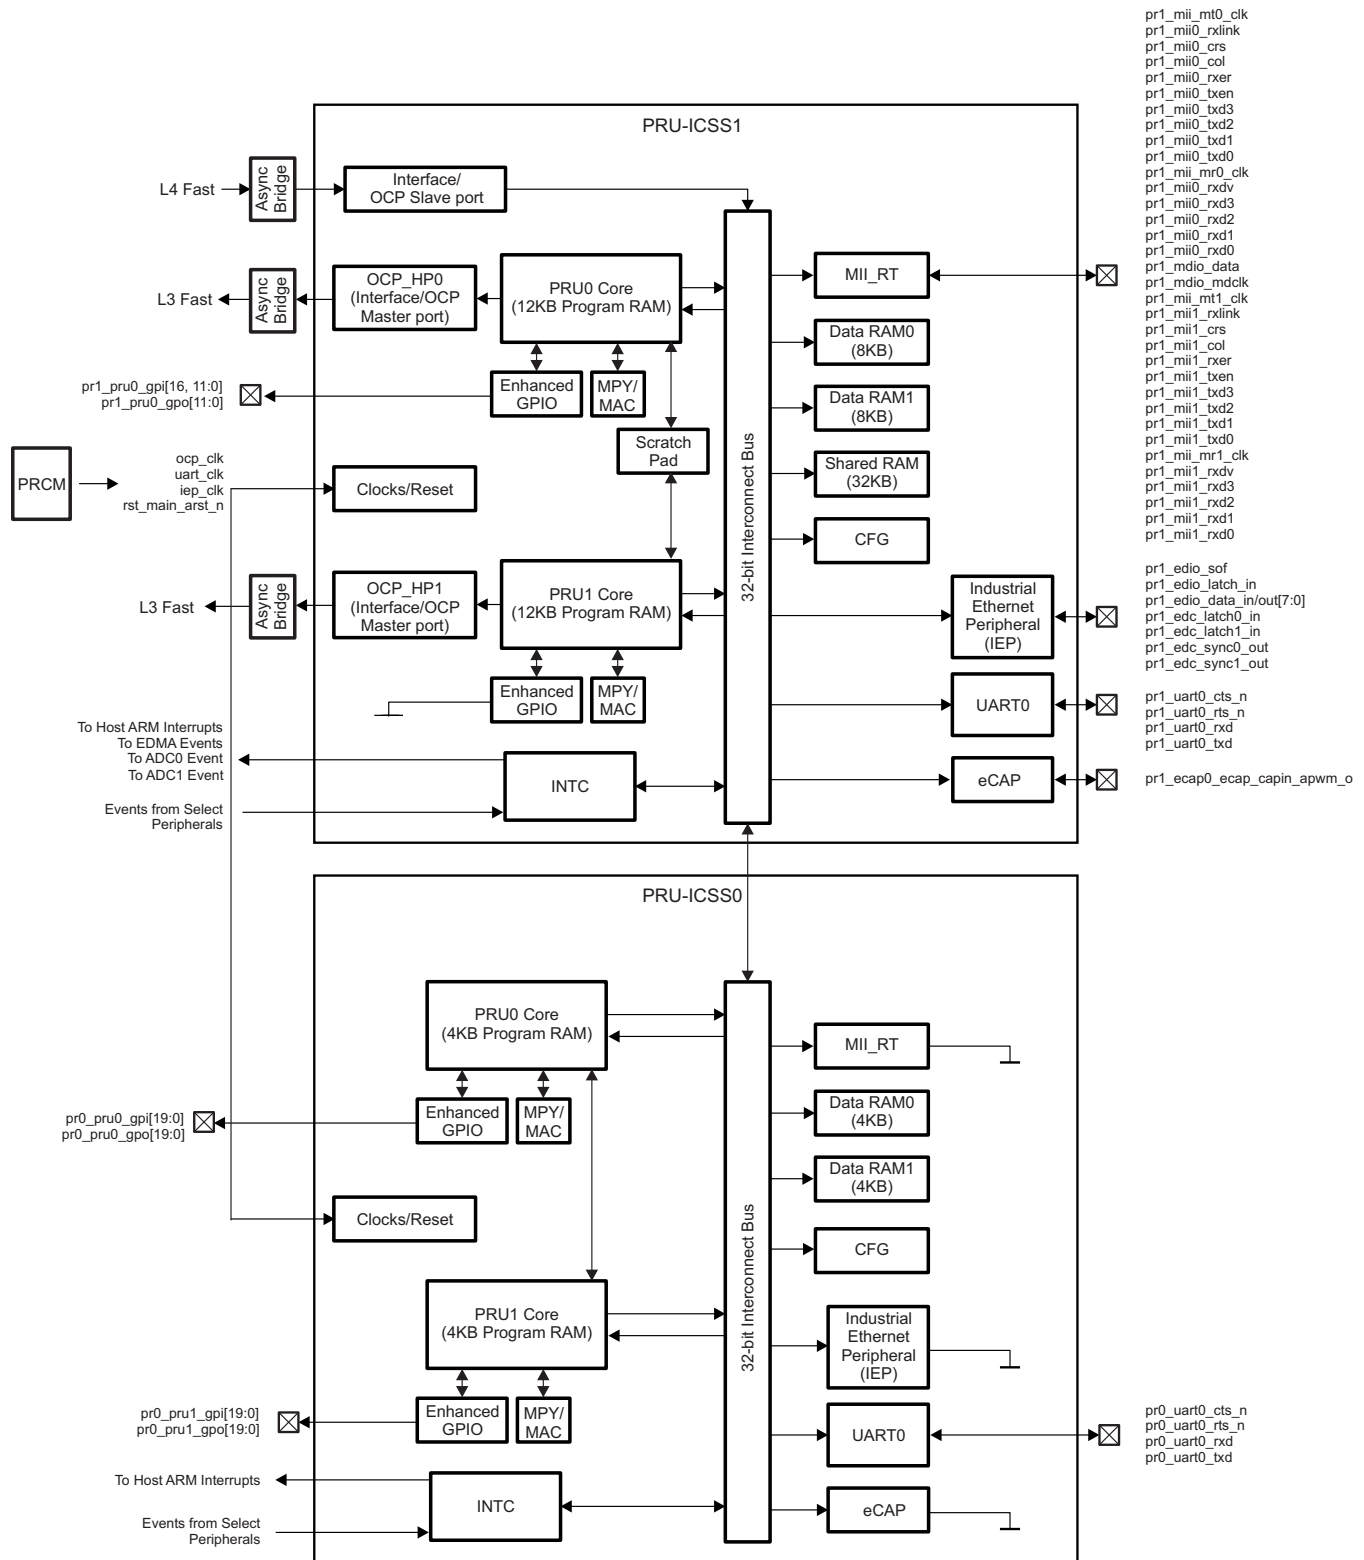 pr1_mii_mt0_clk
pr1_mii0_rxlink
pr1_mii0_crs
pr1_mii0_col
pr1_mii0_rxer
pr1_mii0_txen
pr1_mii0_txd3
pr1_mii0_txd2
pr1_mii0_txd1
pr1_mii0_txd0
pr1_mii_mr0_clk
pr1_mii0_rxdv
pr1_mii0_rxd3
pr1_mii0_rxd2
pr1_mii0_rxd1
pr1_mii0_rxd0
pr1_mdio_data
pr1_mdio_mdclk
pr1_mii_mt1_clk
pr1_mii1_rxlink
pr1_mii1_crs
pr1_mii1_col
pr1_mii1_rxer
pr1_mii1_txen
pr1_mii1_txd3
pr1_mii1_txd2
pr1_mii1_txd1
pr1_mii1_txd0
pr1_mii_mr1_clk
pr1_mii1_rxdv
pr1_mii1_rxd3
pr1_mii1_rxd2
pr1_mii1_rxd1
pr1_mii1_rxd0
PRU-ICSS1
L4 Fast
Async
Bridge
Interface/
OCP Slave port
L3 Fast
Async
Bridge
OCP_HP0
(Interface/OCP
Master port)
PRU0 Core
(12KB Program RAM)
pr1_pru0_gpi[16, 11:0]
pr1_pru0_gpo[11:0]
Enhanced
GPIO
MPY/
MAC
Scratch
Pad
PRCM
ocp_clk
uart_clk
iep_clk
rst_main_arst_n
Clocks/Reset
L3 Fast
Async
Bridge
OCP_HP1
(Interface/OCP
Master port)
PRU1 Core
(12KB Program RAM)
Enhanced
GPIO
MPY/
MAC
To Host ARM Interrupts
To EDMA Events
To ADC0 Event
To ADC1 Event
Events from Select
Peripherals
INTC
32-bit Interconnect Bus
MII_RT
Data RAM0
(8KB)
Data RAM1
(8KB)
Shared RAM
(32KB)
CFG
Industrial
Ethernet
Peripheral
(IEP)
pr1_edio_sof
pr1_edio_latch_in
pr1_edio_data_in/out[7:0]
pr1_edc_latch0_in
pr1_edc_latch1_in
pr1_edc_sync0_out
pr1_edc_sync1_out
UART0
pr1_uart0_cts_n
pr1_uart0_rts_n
pr1_uart0_rxd
pr1_uart0_txd
eCAP
pr1_ecap0_ecap_capin_apwm_o
PRU-ICSS0
PRU0 Core
(4KB Program RAM)
pr0_pru0_gpi[19:0]
pr0_pru0_gpo[19:0]
Enhanced
GPIO
MPY/
MAC
Clocks/Reset
PRU1 Core
(4KB Program RAM)
pr0_pru1_gpi[19:0]
pr0_pru1_gpo[19:0]
Enhanced
GPIO
MPY/
MAC
To Host ARM Interrupts
Events from Select
Peripherals
INTC
32-bit Interconnect Bus
MII_RT
Data RAM0
(4KB)
Data RAM1
(4KB)
CFG
Industrial
Ethernet
Peripheral
(IEP)
UART0
pr0_uart0_cts_n
pr0_uart0_rts_n
pr0_uart0_rxd
pr0_uart0_txd
eCAP